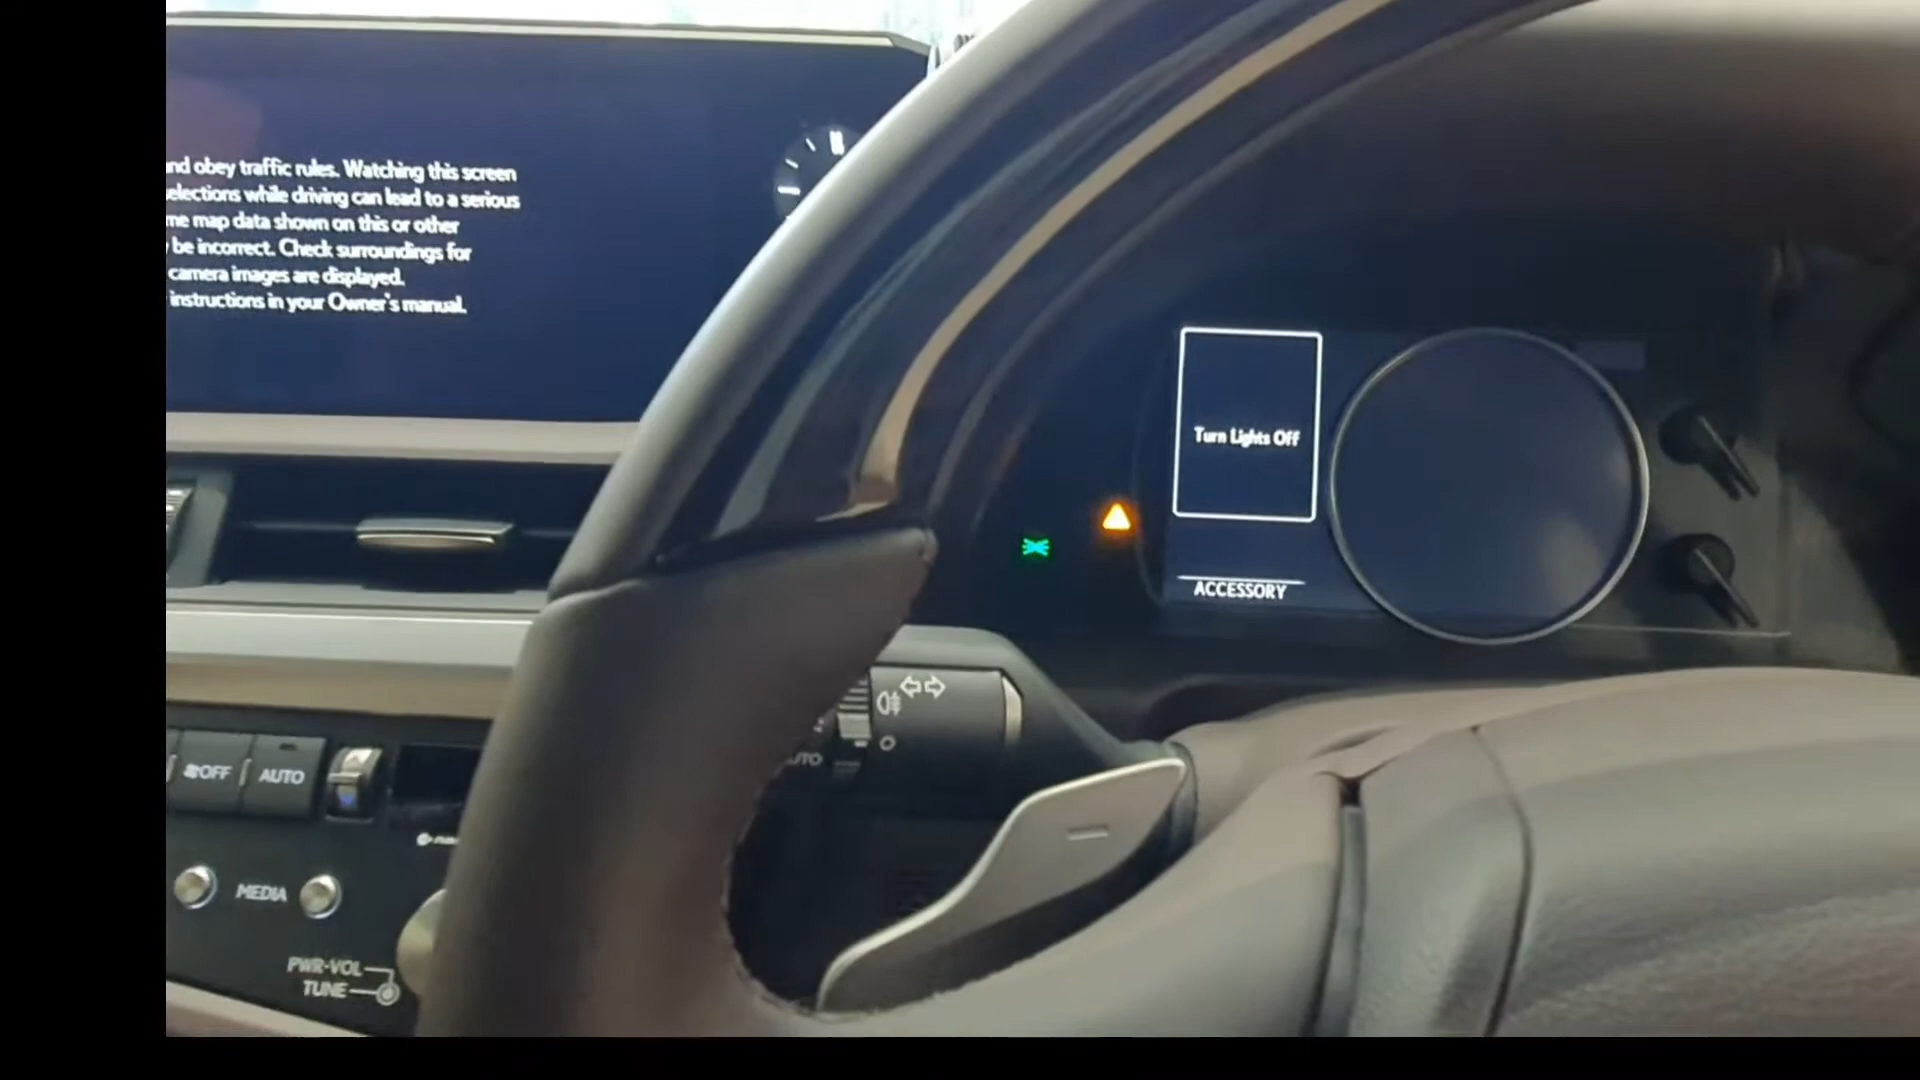 nd obey traffic rules. Watching this screen
elections while driving can lead to a serious
me map data shown on this or other
be incorrect. Check surroundings for
camera images are displayed.
instructions in your Owner's manual.
Turn Lights Off
ACCESSORY
OFF
AUTO
MEDIA
PWR-VOL
TUNE